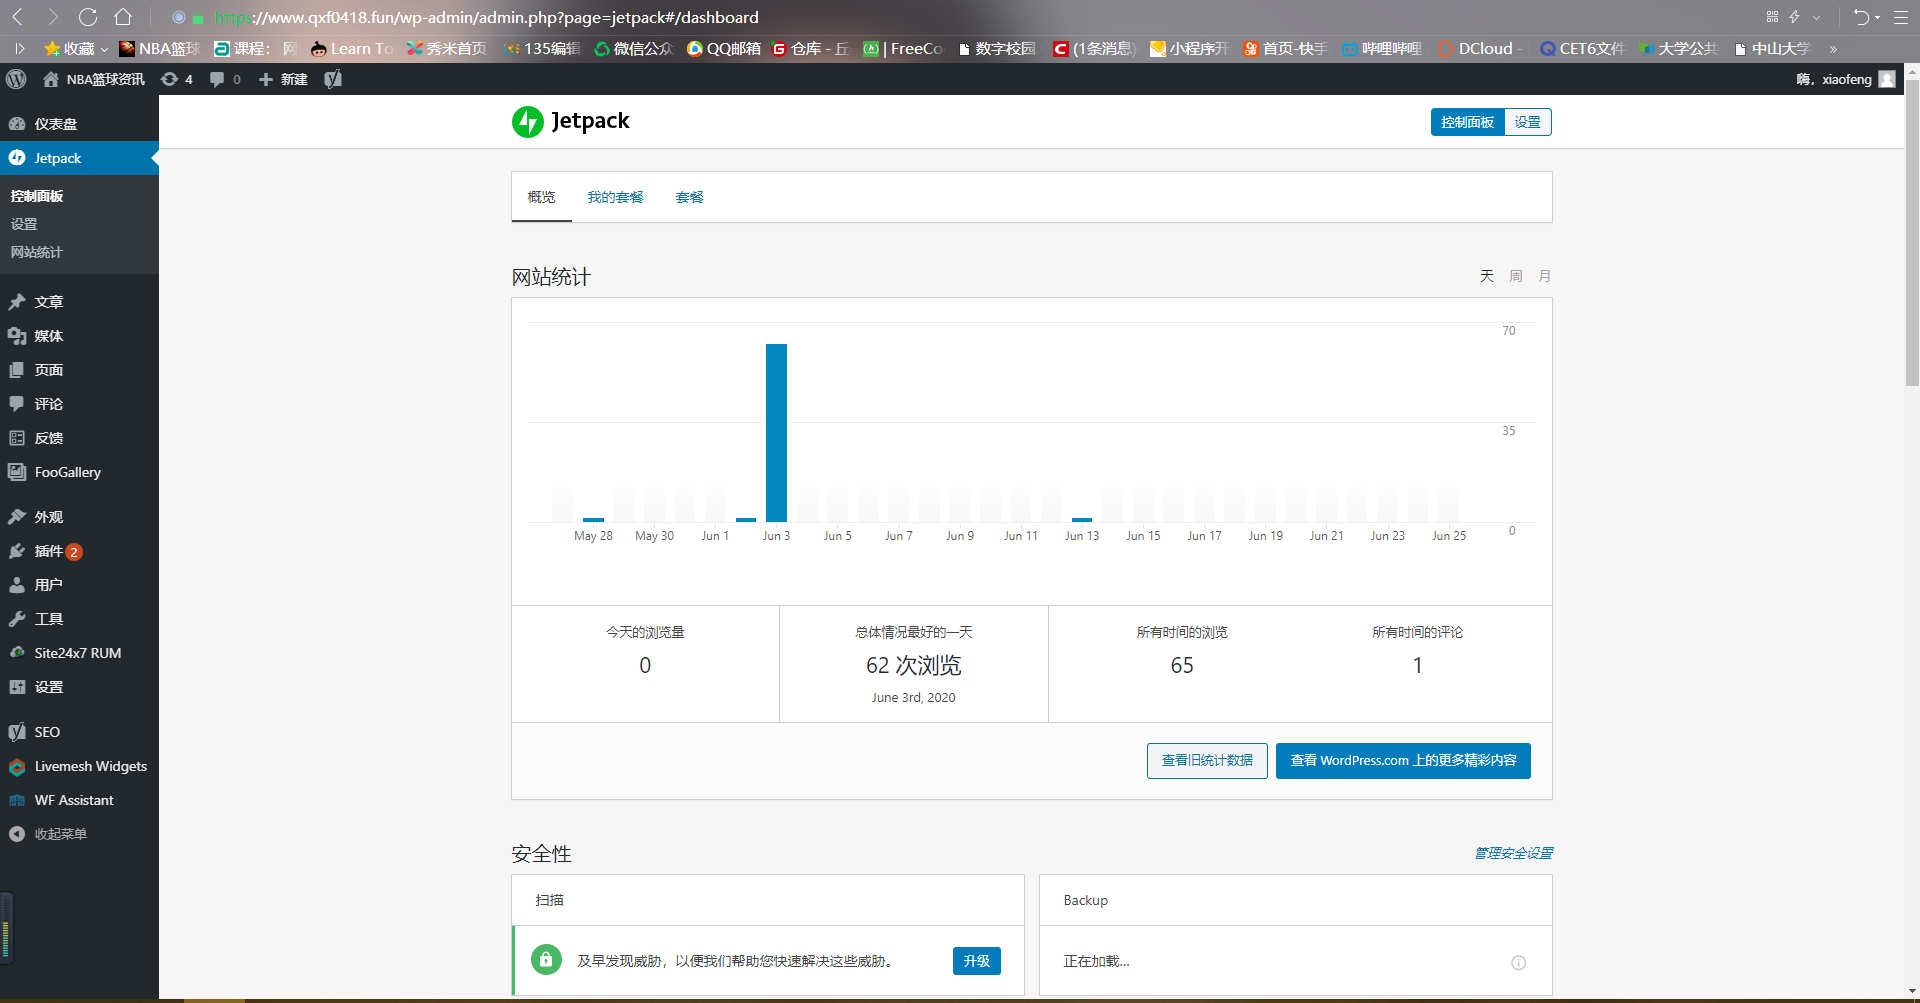 https://www.qxf0418.fun/wp-admin/admin.php?page=jetpack#/dashboard
收藏 NBA篮球 课程： 网 Learn To 秀米首页 135编辑 微信公众 QQ邮箱 仓库 - 丘 | FreeCo 数字校园 (1条消息) 小程序开 首页-快手 哔哩哔哩 DCloud - CET6文件 大学公共 中山大学 »
NBA篮球资讯 4 0 新建 嗨，xiaofeng
仪表盘
Jetpack
控制面板
设置
网站统计
文章
媒体
页面
评论
反馈
FooGallery
外观
插件 2
用户
工具
Site24x7 RUM
设置
SEO
Livemesh Widgets
WF Assistant
收起菜单
Jetpack
控制面板 设置
概览 我的套餐 套餐
网站统计
天 周 月
70
35
0
May 28 May 30 Jun 1 Jun 3 Jun 5 Jun 7 Jun 9 Jun 11 Jun 13 Jun 15 Jun 17 Jun 19 Jun 21 Jun 23 Jun 25
今天的浏览量
0
总体情况最好的一天
62 次浏览
June 3rd, 2020
所有时间的浏览
65
所有时间的评论
1
查看旧统计数据
查看 WordPress.com 上的更多精彩内容
安全性
管理安全设置
扫描
及早发现威胁，以便我们帮助您快速解决这些威胁。
升级
Backup
正在加载...